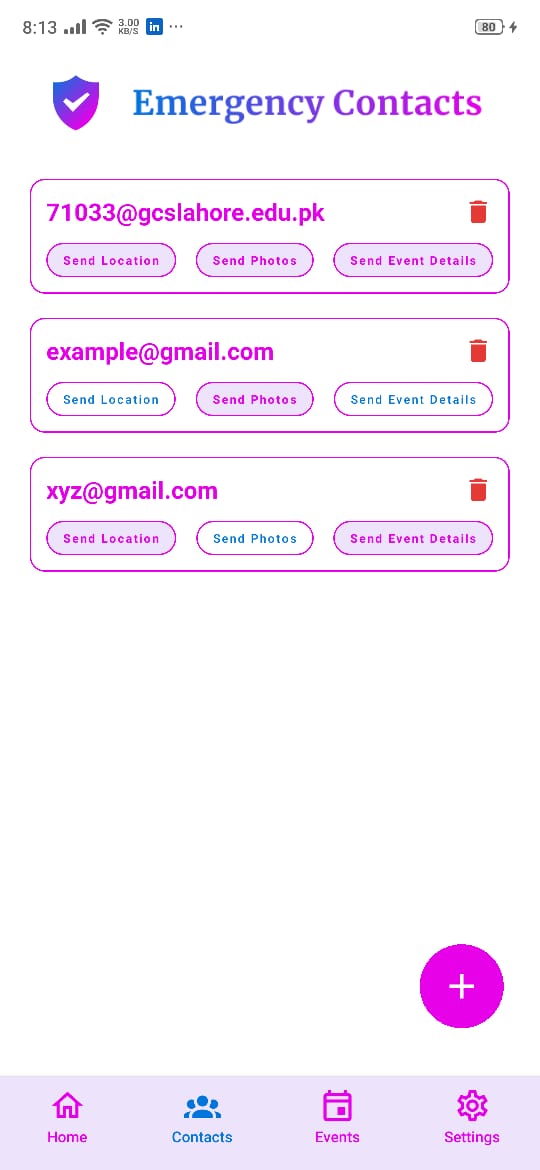 8:13 3.00 KB/S in ... 80
Emergency Contacts
71033@gcslahore.edu.pk
Send Location Send Photos Send Event Details
example@gmail.com
Send Location Send Photos Send Event Details
xyz@gmail.com
Send Location Send Photos Send Event Details
+
Home Contacts Events Settings